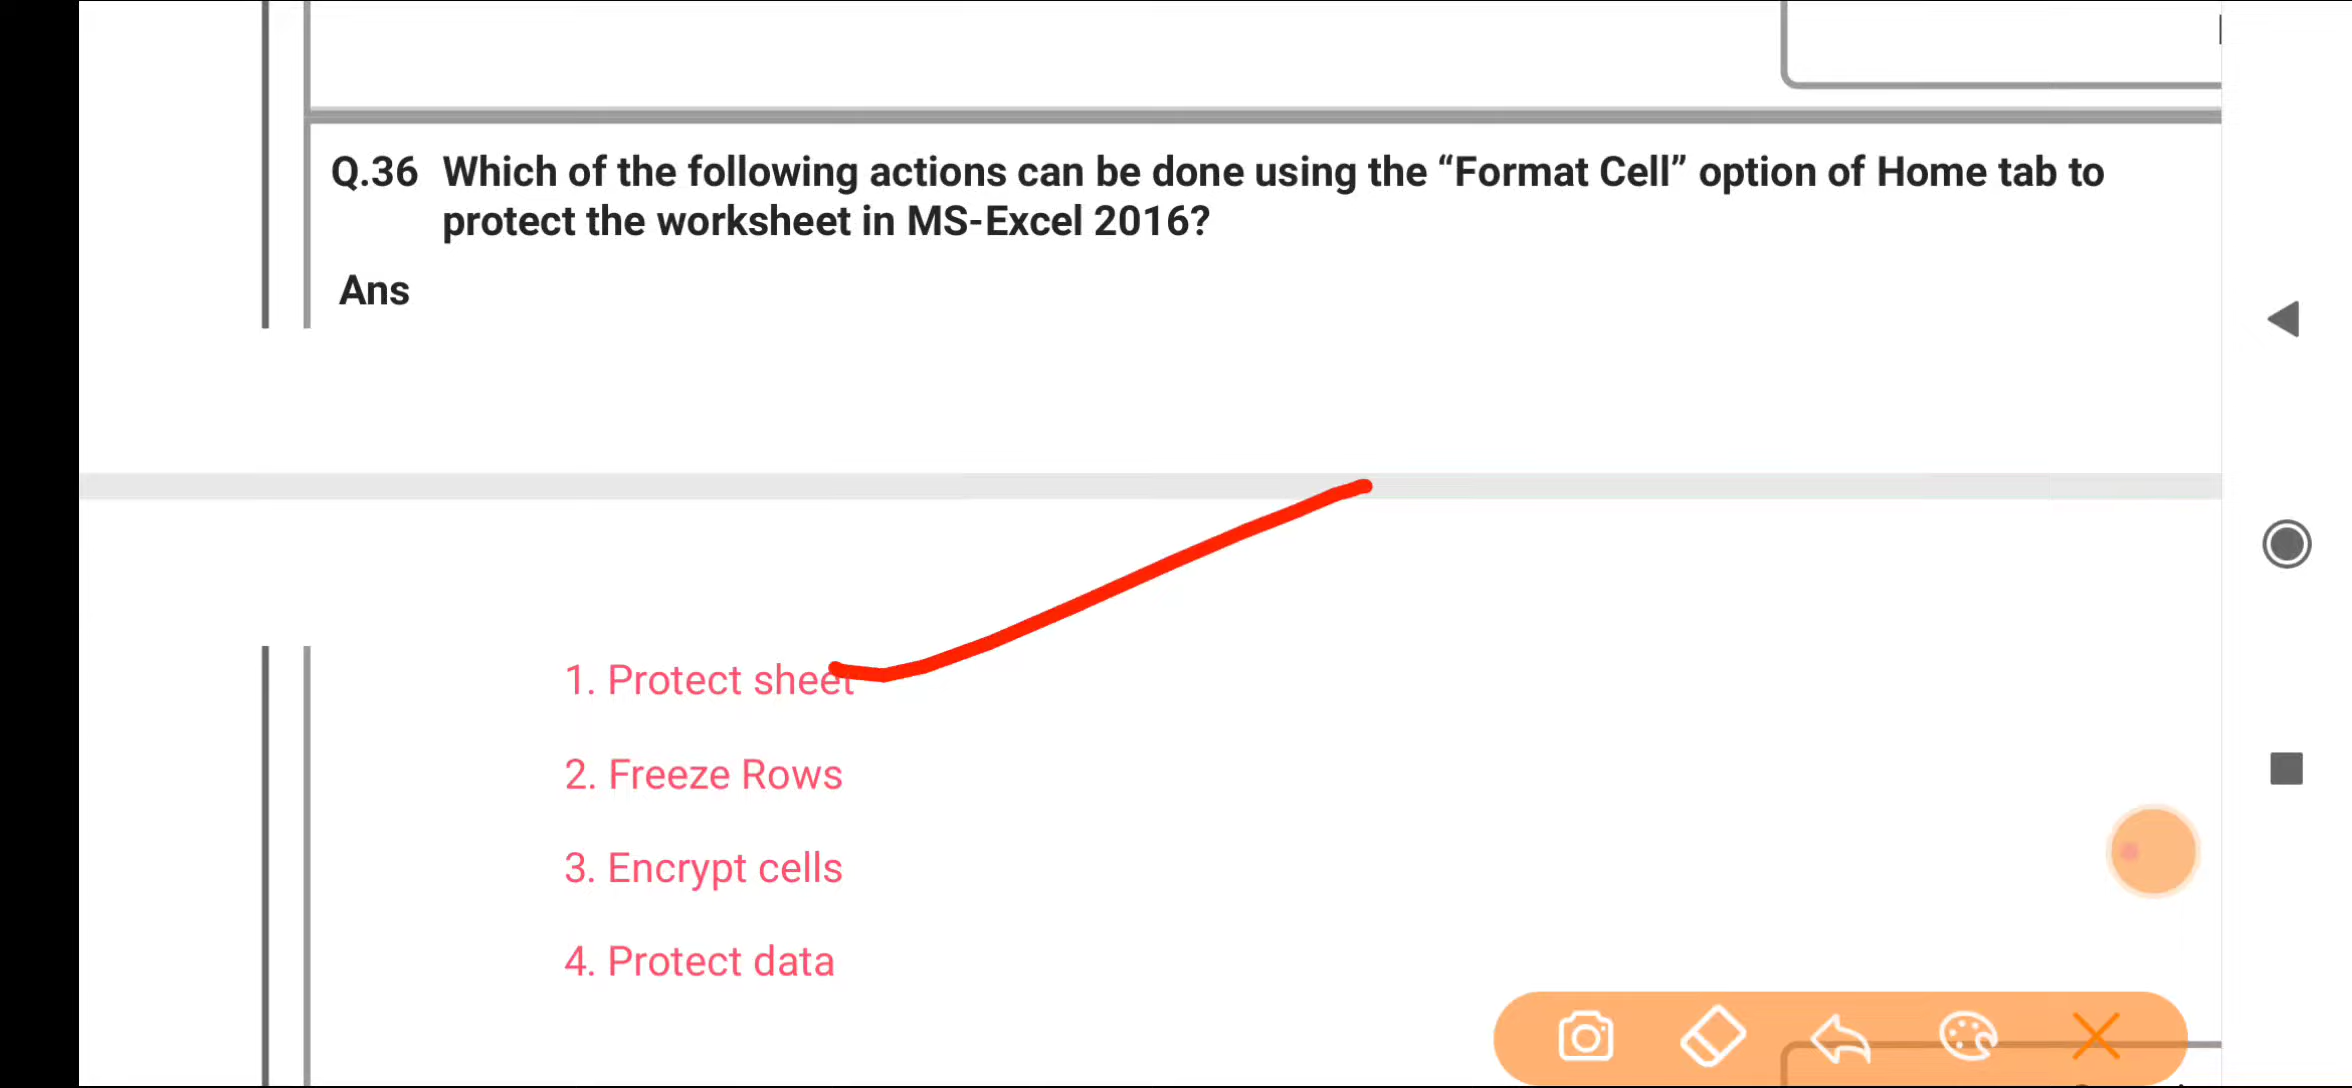 Q.36 Which of the following actions can be done using the “Format Cell” option of Home tab to
protect the worksheet in MS-Excel 2016?
Ans
1. Protect sheet
2. Freeze Rows
3. Encrypt cells
4. Protect data